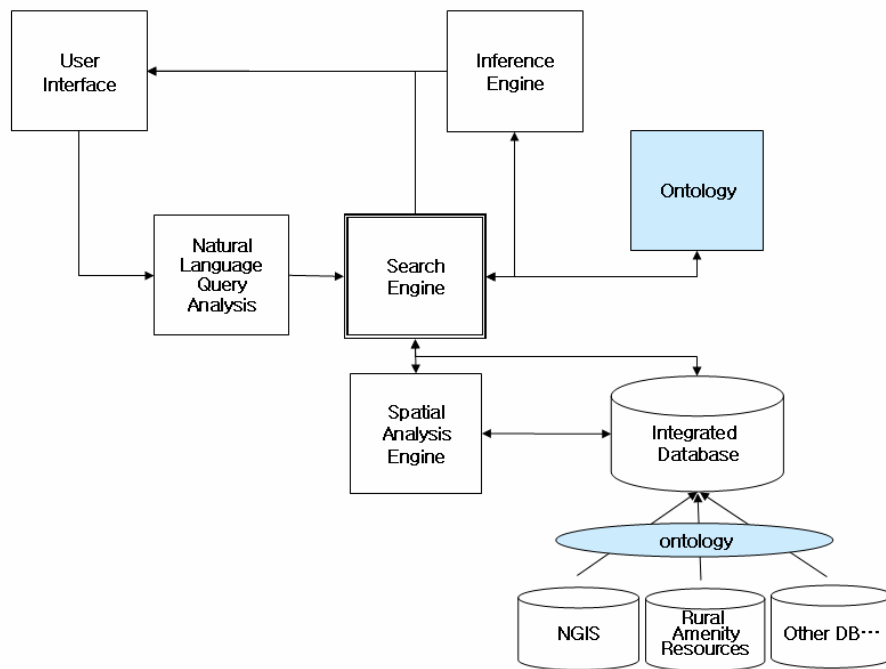 User
Interface
Inference
Engine
Ontology
Natural
Language
Query
Analysis
Search
Engine
Spatial
Analysis
Engine
Integrated
Database
ontology
NGIS
Rural
Amenity
Resources
Other DB⋯